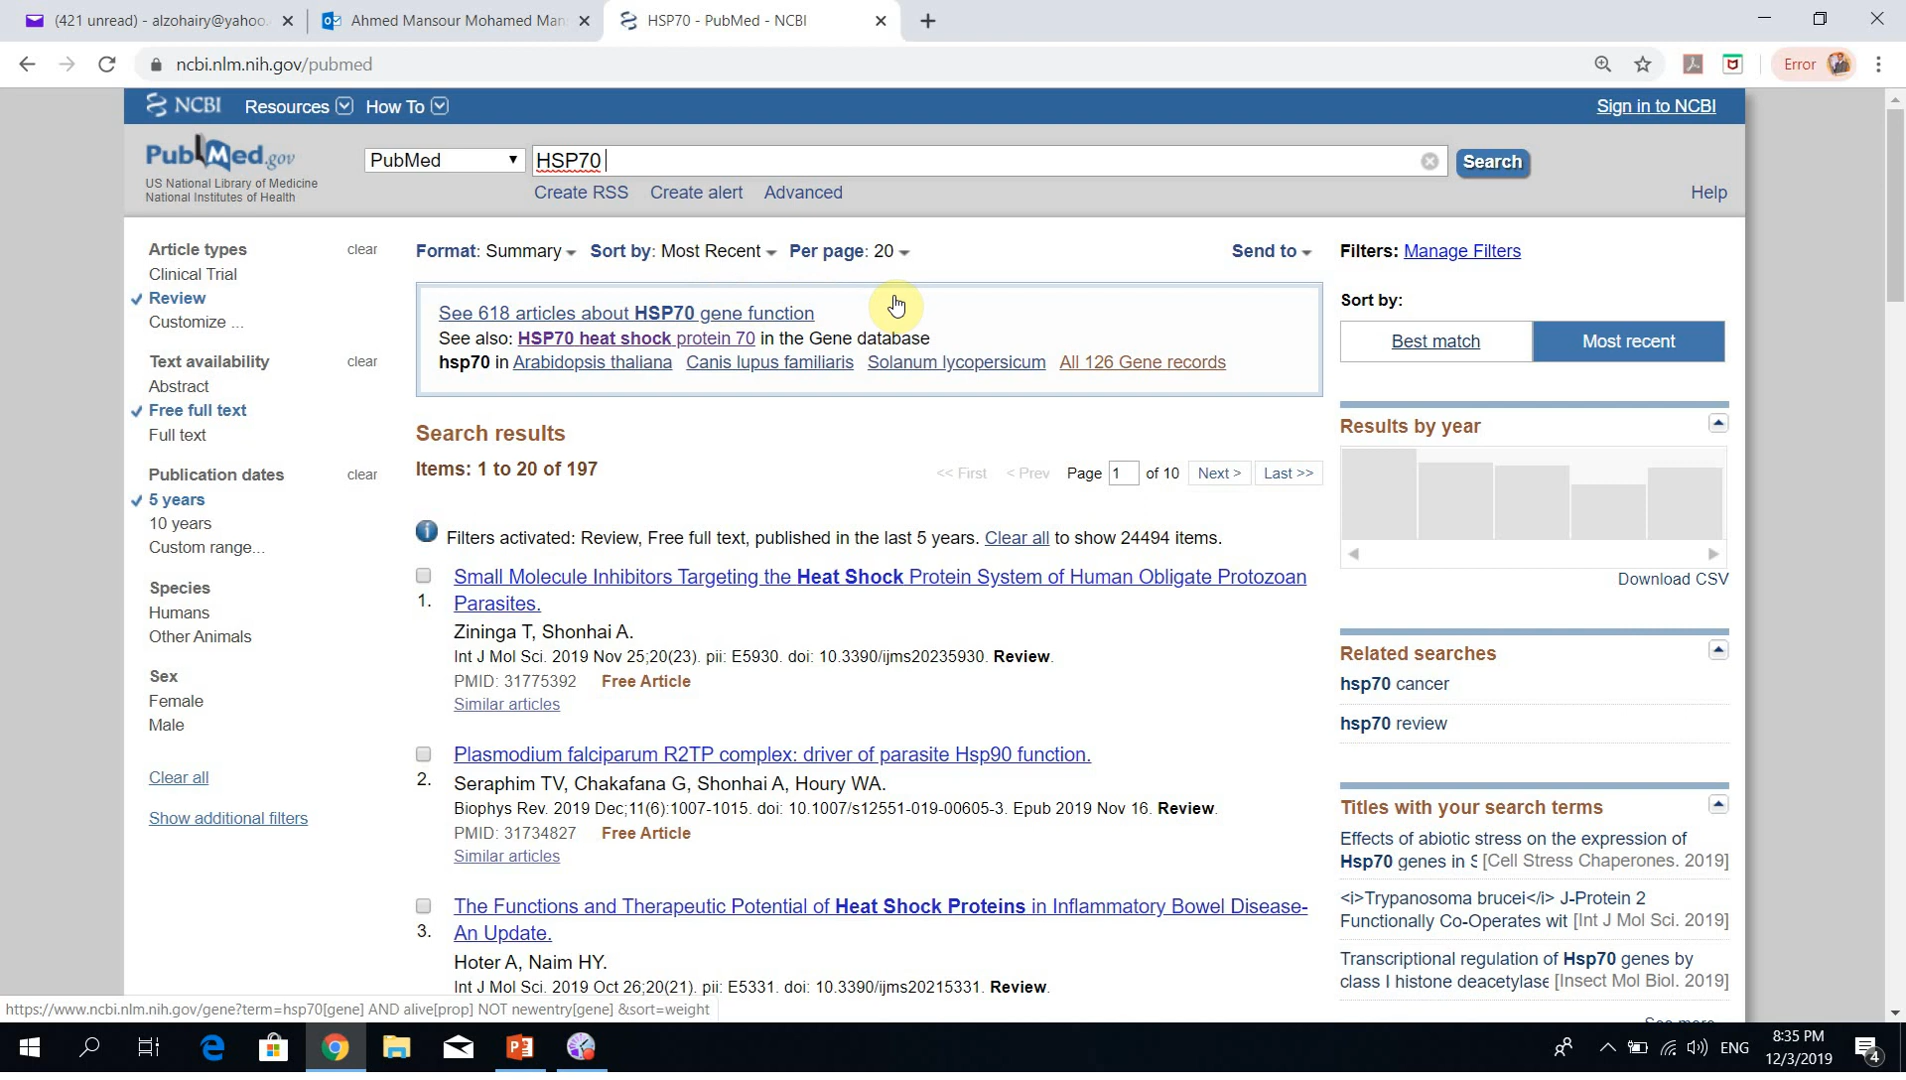 (421 unread) - alzohairy@yahoo.
Ahmed Mansour Mohamed Man
HSP70 - PubMed - NCBI
ncbi.nlm.nih.gov/pubmed
Error
NCBI Resources How To
Sign in to NCBI
PubMed.gov
US National Library of Medicine
National Institutes of Health
PubMed
HSP70
Search
Create RSS Create alert Advanced
Help
Article types clear
Clinical Trial
Review
Customize ...
Text availability clear
Abstract
Free full text
Full text
Publication dates clear
5 years
10 years
Custom range...
Species
Humans
Other Animals
Sex
Female
Male
Clear all
Show additional filters
Format: Summary Sort by: Most Recent Per page: 20
Send to
See 618 articles about HSP70 gene function
See also: HSP70 heat shock protein 70 in the Gene database
hsp70 in Arabidopsis thaliana Canis lupus familiaris Solanum lycopersicum All 126 Gene records
Search results
Items: 1 to 20 of 197
<< First < Prev Page 1 of 10 Next > Last >>
Filters activated: Review, Free full text, published in the last 5 years. Clear all to show 24494 items.
Small Molecule Inhibitors Targeting the Heat Shock Protein System of Human Obligate Protozoan
1. Parasites.
Zininga T, Shonhai A.
Int J Mol Sci. 2019 Nov 25;20(23). pii: E5930. doi: 10.3390/ijms20235930. Review.
PMID: 31775392 Free Article
Similar articles
Plasmodium falciparum R2TP complex: driver of parasite Hsp90 function.
2. Seraphim TV, Chakafana G, Shonhai A, Houry WA.
Biophys Rev. 2019 Dec;11(6):1007-1015. doi: 10.1007/s12551-019-00605-3. Epub 2019 Nov 16. Review.
PMID: 31734827 Free Article
Similar articles
The Functions and Therapeutic Potential of Heat Shock Proteins in Inflammatory Bowel Disease-
3. An Update.
Hoter A, Naim HY.
Int J Mol Sci. 2019 Oct 26;20(21). pii: E5331. doi: 10.3390/ijms20215331. Review.
Filters: Manage Filters
Sort by:
Best match Most recent
Results by year
Download CSV
Related searches
hsp70 cancer
hsp70 review
Titles with your search terms
Effects of abiotic stress on the expression of
Hsp70 genes in S [Cell Stress Chaperones. 2019]
<i>Trypanosoma brucei</i> J-Protein 2
Functionally Co-Operates wit [Int J Mol Sci. 2019]
Transcriptional regulation of Hsp70 genes by
class I histone deacetylase [Insect Mol Biol. 2019]
See more
https://www.ncbi.nlm.nih.gov/gene?term=hsp70[gene] AND alive[prop] NOT newentry[gene] &sort=weight
ENG
8:35 PM
12/3/2019
4